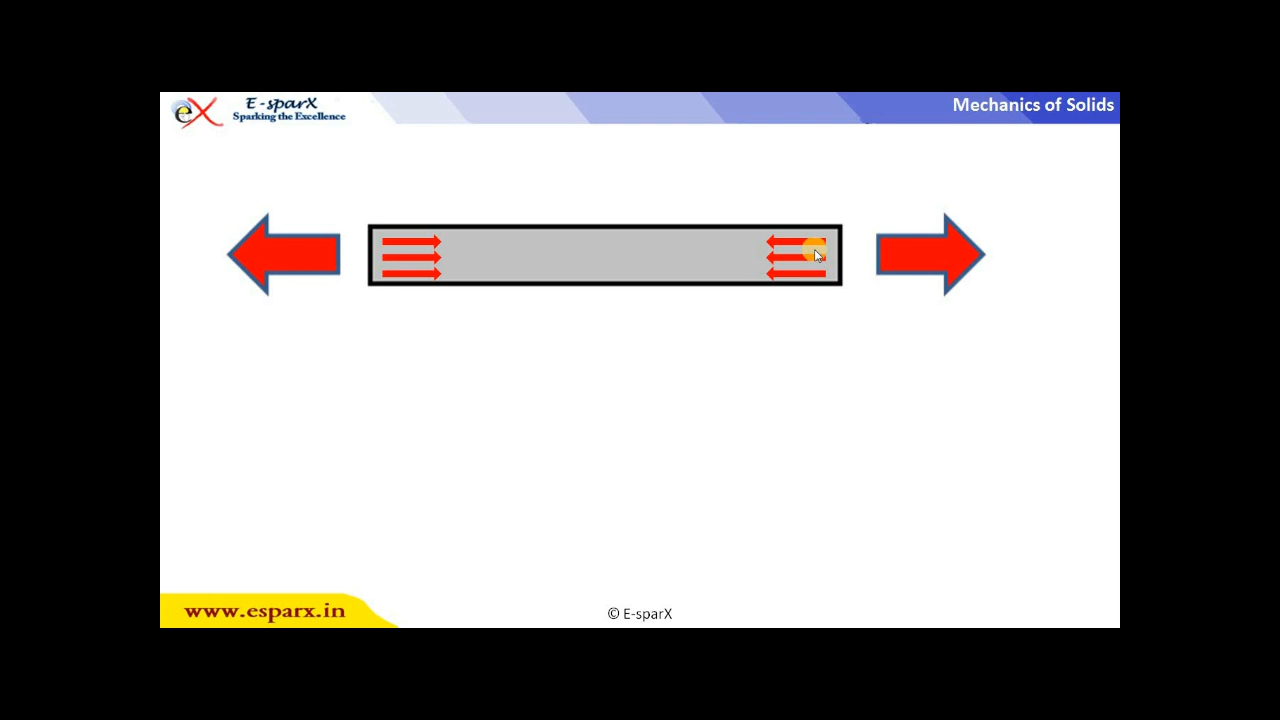 E-sparX
Sparking the Excellence
Mechanics of Solids
www.esparx.in
© E-sparX